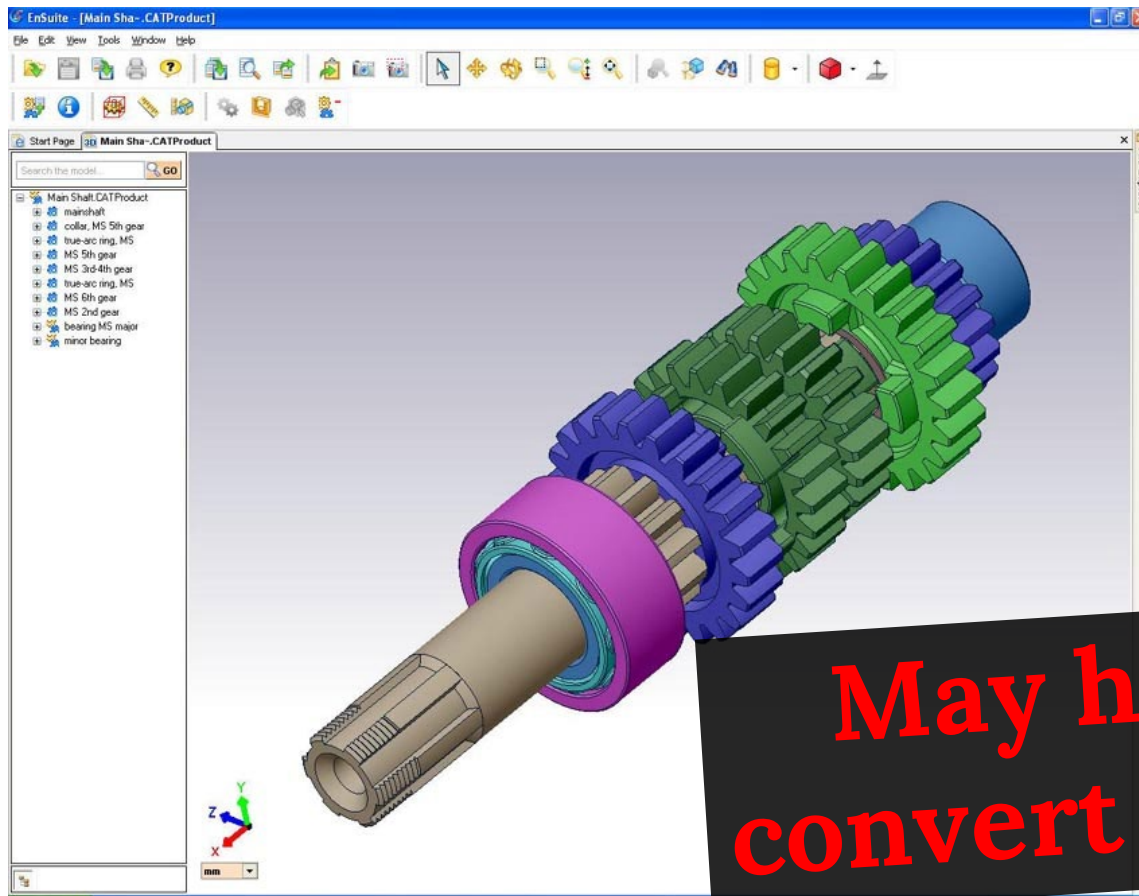 EnSuite - [Main Sha~.CATProduct]
File Edit View Tools Window Help
Start Page 3D Main Sha~.CATProduct
Search the model... GO
Main Shaft.CATProduct
mainshaft
collar, MS 5th gear
true-arc ring, MS
MS 5th gear
MS 3rd-4th gear
true-arc ring, MS
MS 6th gear
MS 2nd gear
bearing MS major
minor bearing
Y
Z
X
mm
May h
convert